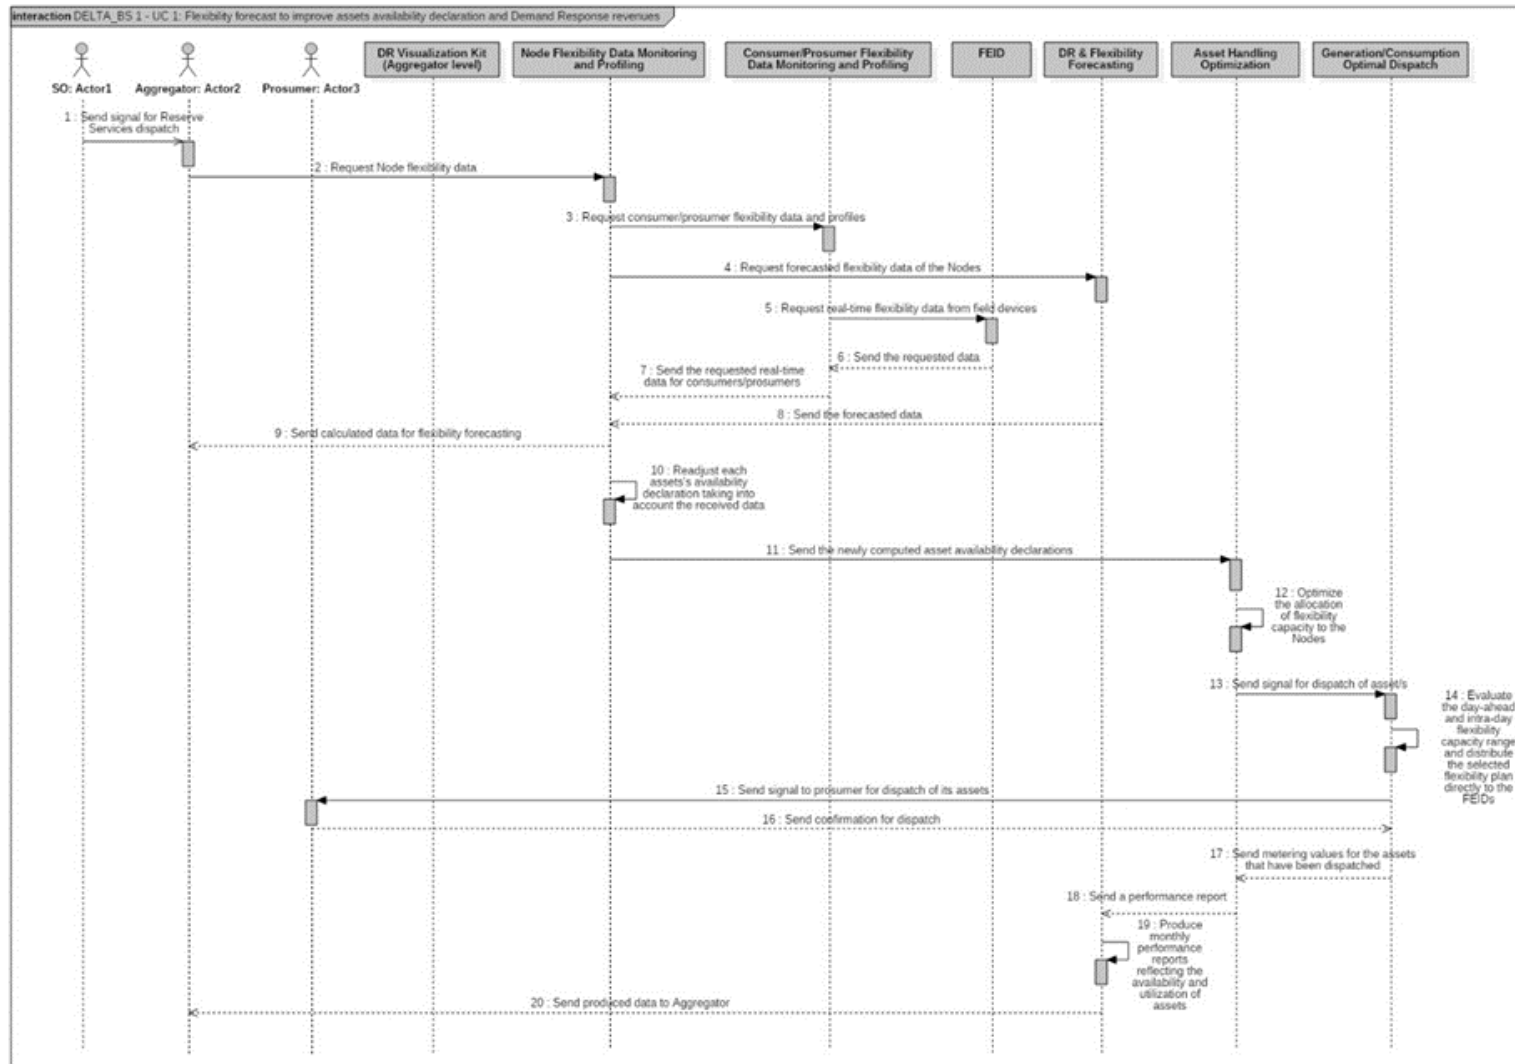 interaction DELTA_BS 1 - UC 1: Flexibility forecast to improve assets availability declaration and Demand Response revenues
SO: Actor1
Aggregator: Actor2
Prosumer: Actor3
DR Visualization Kit
(Aggregator level)
Node Flexibility Data Monitoring
and Profiling
Consumer/Prosumer Flexibility
Data Monitoring and Profiling
FEID
DR & Flexibility
Forecasting
Asset Handling
Optimization
Generation/Consumption
Optimal Dispatch
1 : Send signal for Reserve
Services dispatch
2 : Request Node flexibility data
3 : Request consumer/prosumer flexibility data and profiles
4 : Request forecasted flexibility data of the Nodes
5 : Request real-time flexibility data from field devices
6 : Send the requested data
7 : Send the requested real-time
data for consumers/prosumers
8 : Send the forecasted data
9 : Send calculated data for flexibility forecasting
10 : Readjust each
assets's availability
declaration taking into
account the received data
11 : Send the newly computed asset availability declarations
12 : Optimize
the allocation
of flexibility
capacity to the
Nodes
13 : Send signal for dispatch of asset/s
14 : Evaluate
the day-ahead
and intra-day
flexibility
capacity range
and distribute
the selected
flexibility plan
directly to the
FEIDs
15 : Send signal to prosumer for dispatch of its assets
16 : Send confirmation for dispatch
17 : Send metering values for the assets
that have been dispatched
18 : Send a performance report
19 : Produce
monthly
performance
reports
reflecting the
availability and
utilization of
assets
20 : Send produced data to Aggregator